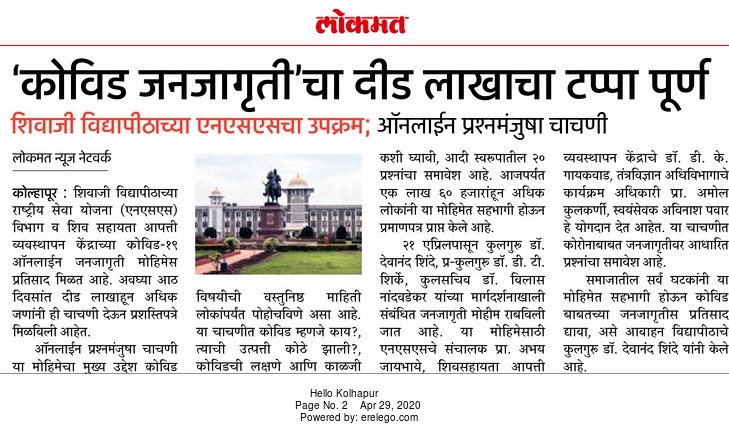 लोकमत
‘कोविड जनजागृती’चा दीड लाखाचा टप्पा पूर्ण
शिवाजी विद्यापीठाच्या एनएसएसचा उपक्रम; ऑनलाईन प्रश्नमंजुषा चाचणी
लोकमत न्यूज नेटवर्क
कोल्हापूर : शिवाजी विद्यापीठाच्या
राष्ट्रीय सेवा योजना (एनएसएस)
विभाग व शिव सहायता आपत्ती
व्यवस्थापन केंद्राच्या कोविड-१९
ऑनलाईन जनजागृती मोहिमेस
प्रतिसाद मिळत आहे. अवघ्या आठ
दिवसांत दीड लाखाहून अधिक
जणांनी ही चाचणी देऊन प्रशस्तिपत्रे
मिळविली आहेत.
ऑनलाईन प्रश्नमंजुषा चाचणी
या मोहिमेचा मुख्य उद्देश कोविड
विषयीची वस्तुनिष्ठ माहिती
लोकांपर्यंत पोहोचविणे असा आहे.
या चाचणीत कोविड म्हणजे काय?,
त्याची उत्पत्ती कोठे झाली?,
कोविडची लक्षणे आणि काळजी
कशी घ्यावी, आदी स्वरूपातील २०
प्रश्नांचा समावेश आहे. आजपर्यंत
एक लाख ६० हजारांहून अधिक
लोकांनी या मोहिमेत सहभागी होऊन
प्रमाणपत्र प्राप्त केले आहे.
२१ एप्रिलपासून कुलगुरू डॉ.
देवानंद शिंदे, प्र-कुलगुरू डॉ. डी. टी.
शिर्के, कुलसचिव डॉ. विलास
नांदवडेकर यांच्या मार्गदर्शनाखाली
संबंधित जनजागृती मोहीम राबविली
जात आहे. या मोहिमेसाठी
एनएसएसचे संचालक प्रा. अभय
जायभाये, शिवसहायता आपत्ती
व्यवस्थापन केंद्राचे डॉ. डी. के.
गायकवाड, तंत्रविज्ञान अधिविभागाचे
कार्यक्रम अधिकारी प्रा. अमोल
कुलकर्णी, स्वयंसेवक अविनाश पवार
हे योगदान देत आहेत. या चाचणीत
कोरोनाबाबत जनजागृतीवर आधारित
प्रश्नांचा समावेश आहे.
समाजातील सर्व घटकांनी या
मोहिमेत सहभागी होऊन कोविड
बाबतच्या जनजागृतीस प्रतिसाद
द्यावा, असे आवाहन विद्यापीठाचे
कुलगुरू डॉ. देवानंद शिंदे यांनी केले
आहे.
Hello Kolhapur
Page No. 2 Apr 29, 2020
Powered by: erelego.com